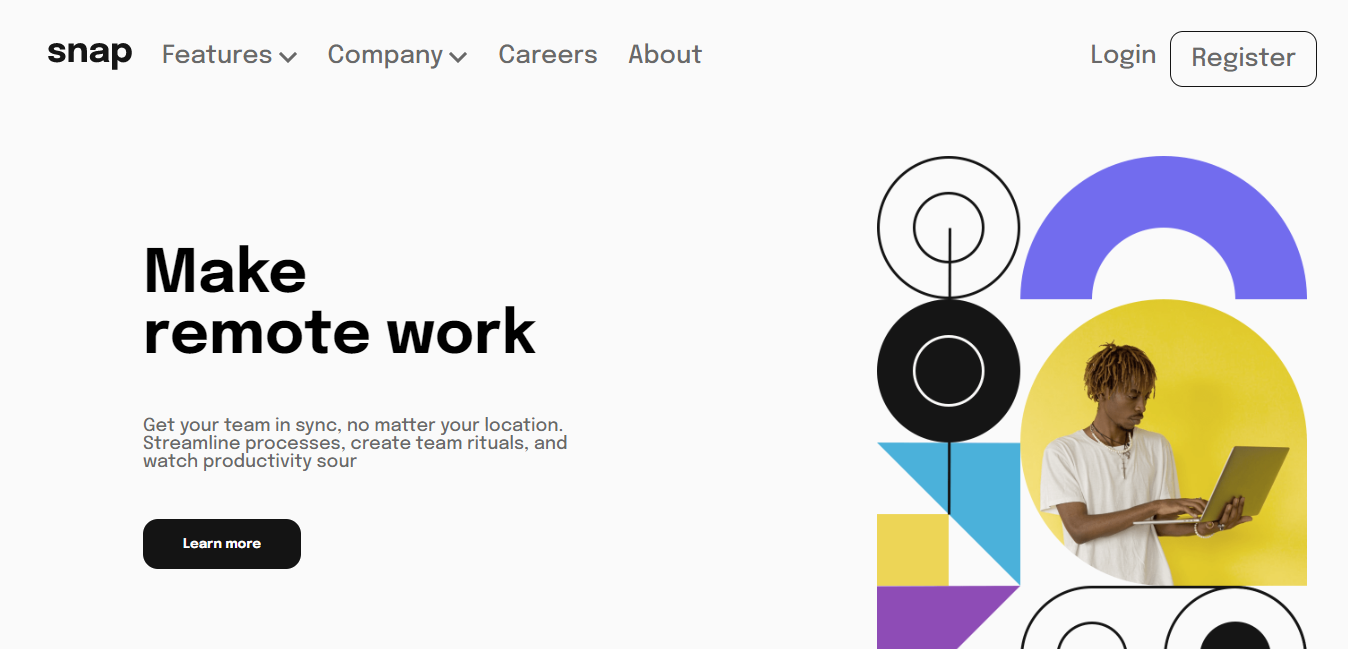 snap Features Company Careers About Login Register
Make
remote work
Get your team in sync, no matter your location.
Streamline processes, create team rituals, and
watch productivity sour
Learn more